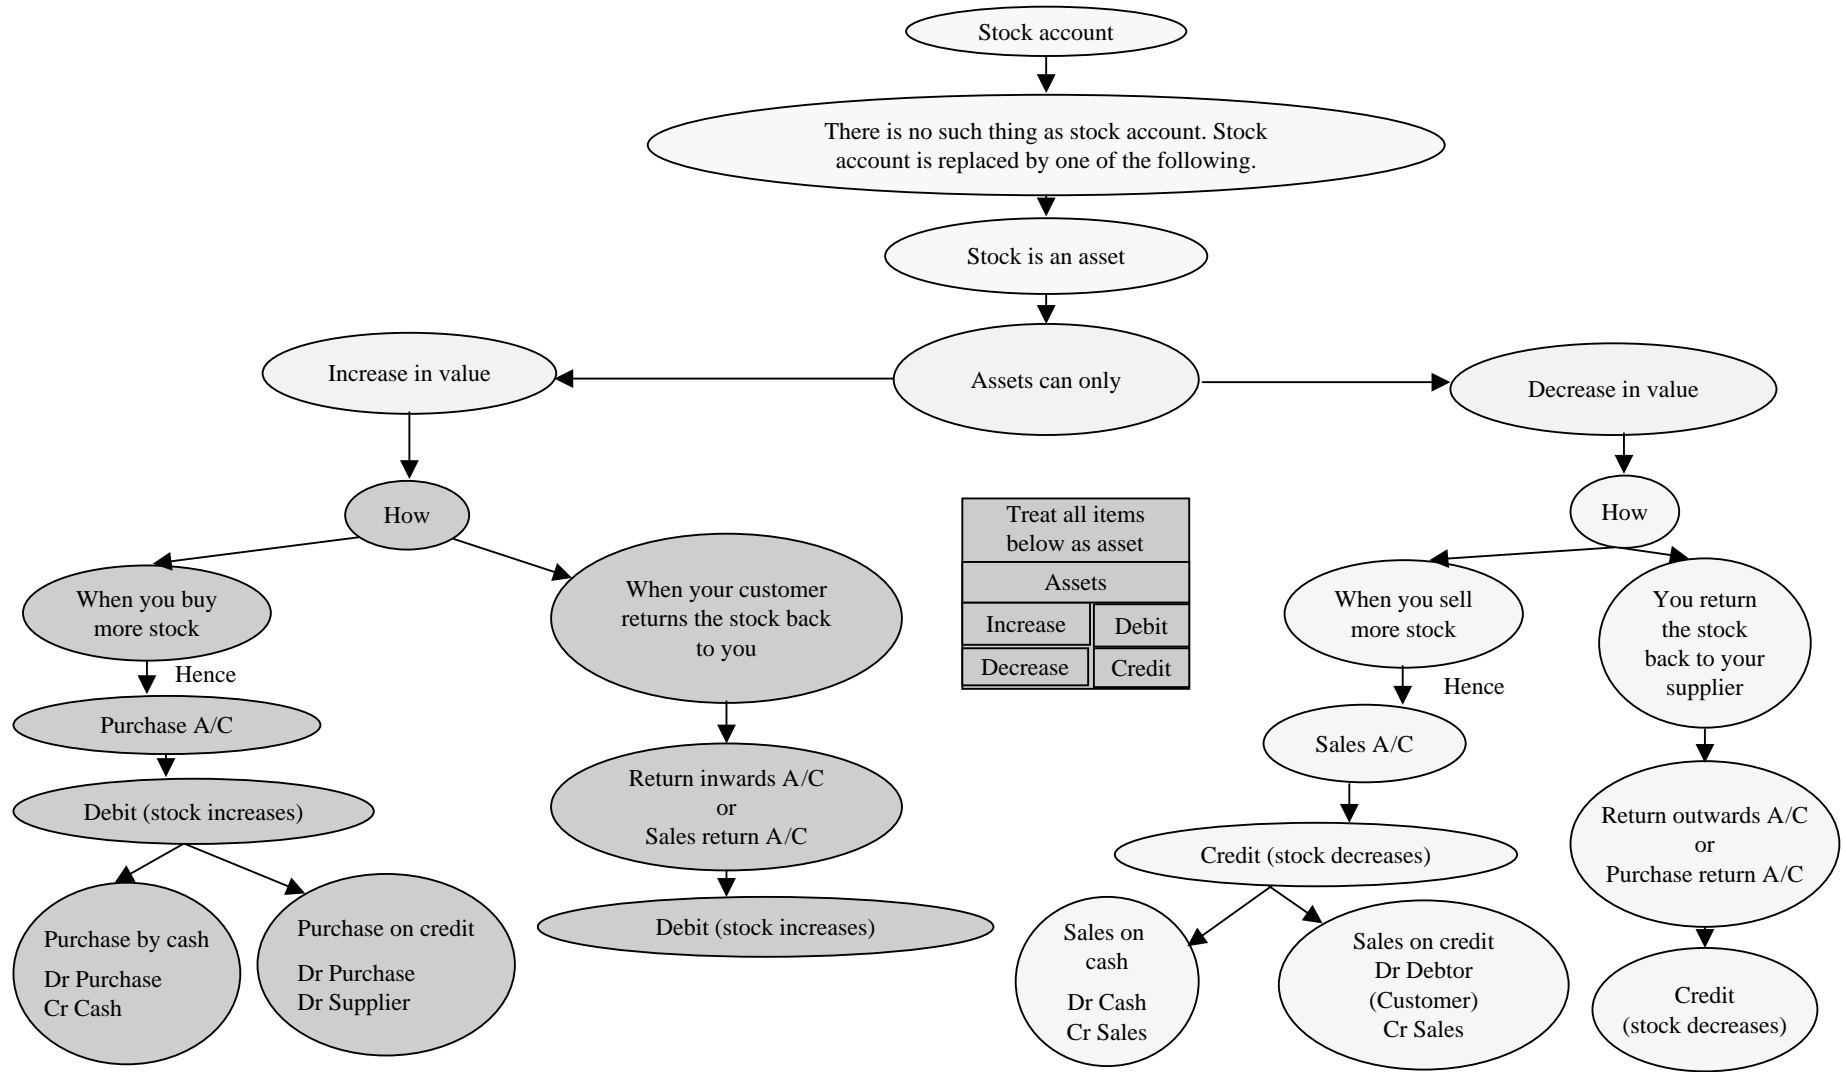 Stock account
There is no such thing as stock account. Stock
account is replaced by one of the following.
Stock is an asset
Assets can only
Increase in value
Decrease in value
How
When you buy
more stock
Hence
Purchase A/C
Debit (stock increases)
Purchase by cash
Dr Purchase
Cr Cash
Purchase on credit
Dr Purchase
Dr Supplier
When your customer
returns the stock back
to you
Return inwards A/C
or
Sales return A/C
Debit (stock increases)
Treat all items
below as asset
Assets
Increase Debit
Decrease Credit
How
When you sell
more stock
Hence
Sales A/C
Credit (stock decreases)
Sales on
cash
Dr Cash
Cr Sales
Sales on credit
Dr Debtor
(Customer)
Cr Sales
You return
the stock
back to your
supplier
Return outwards A/C
or
Purchase return A/C
Credit
(stock decreases)